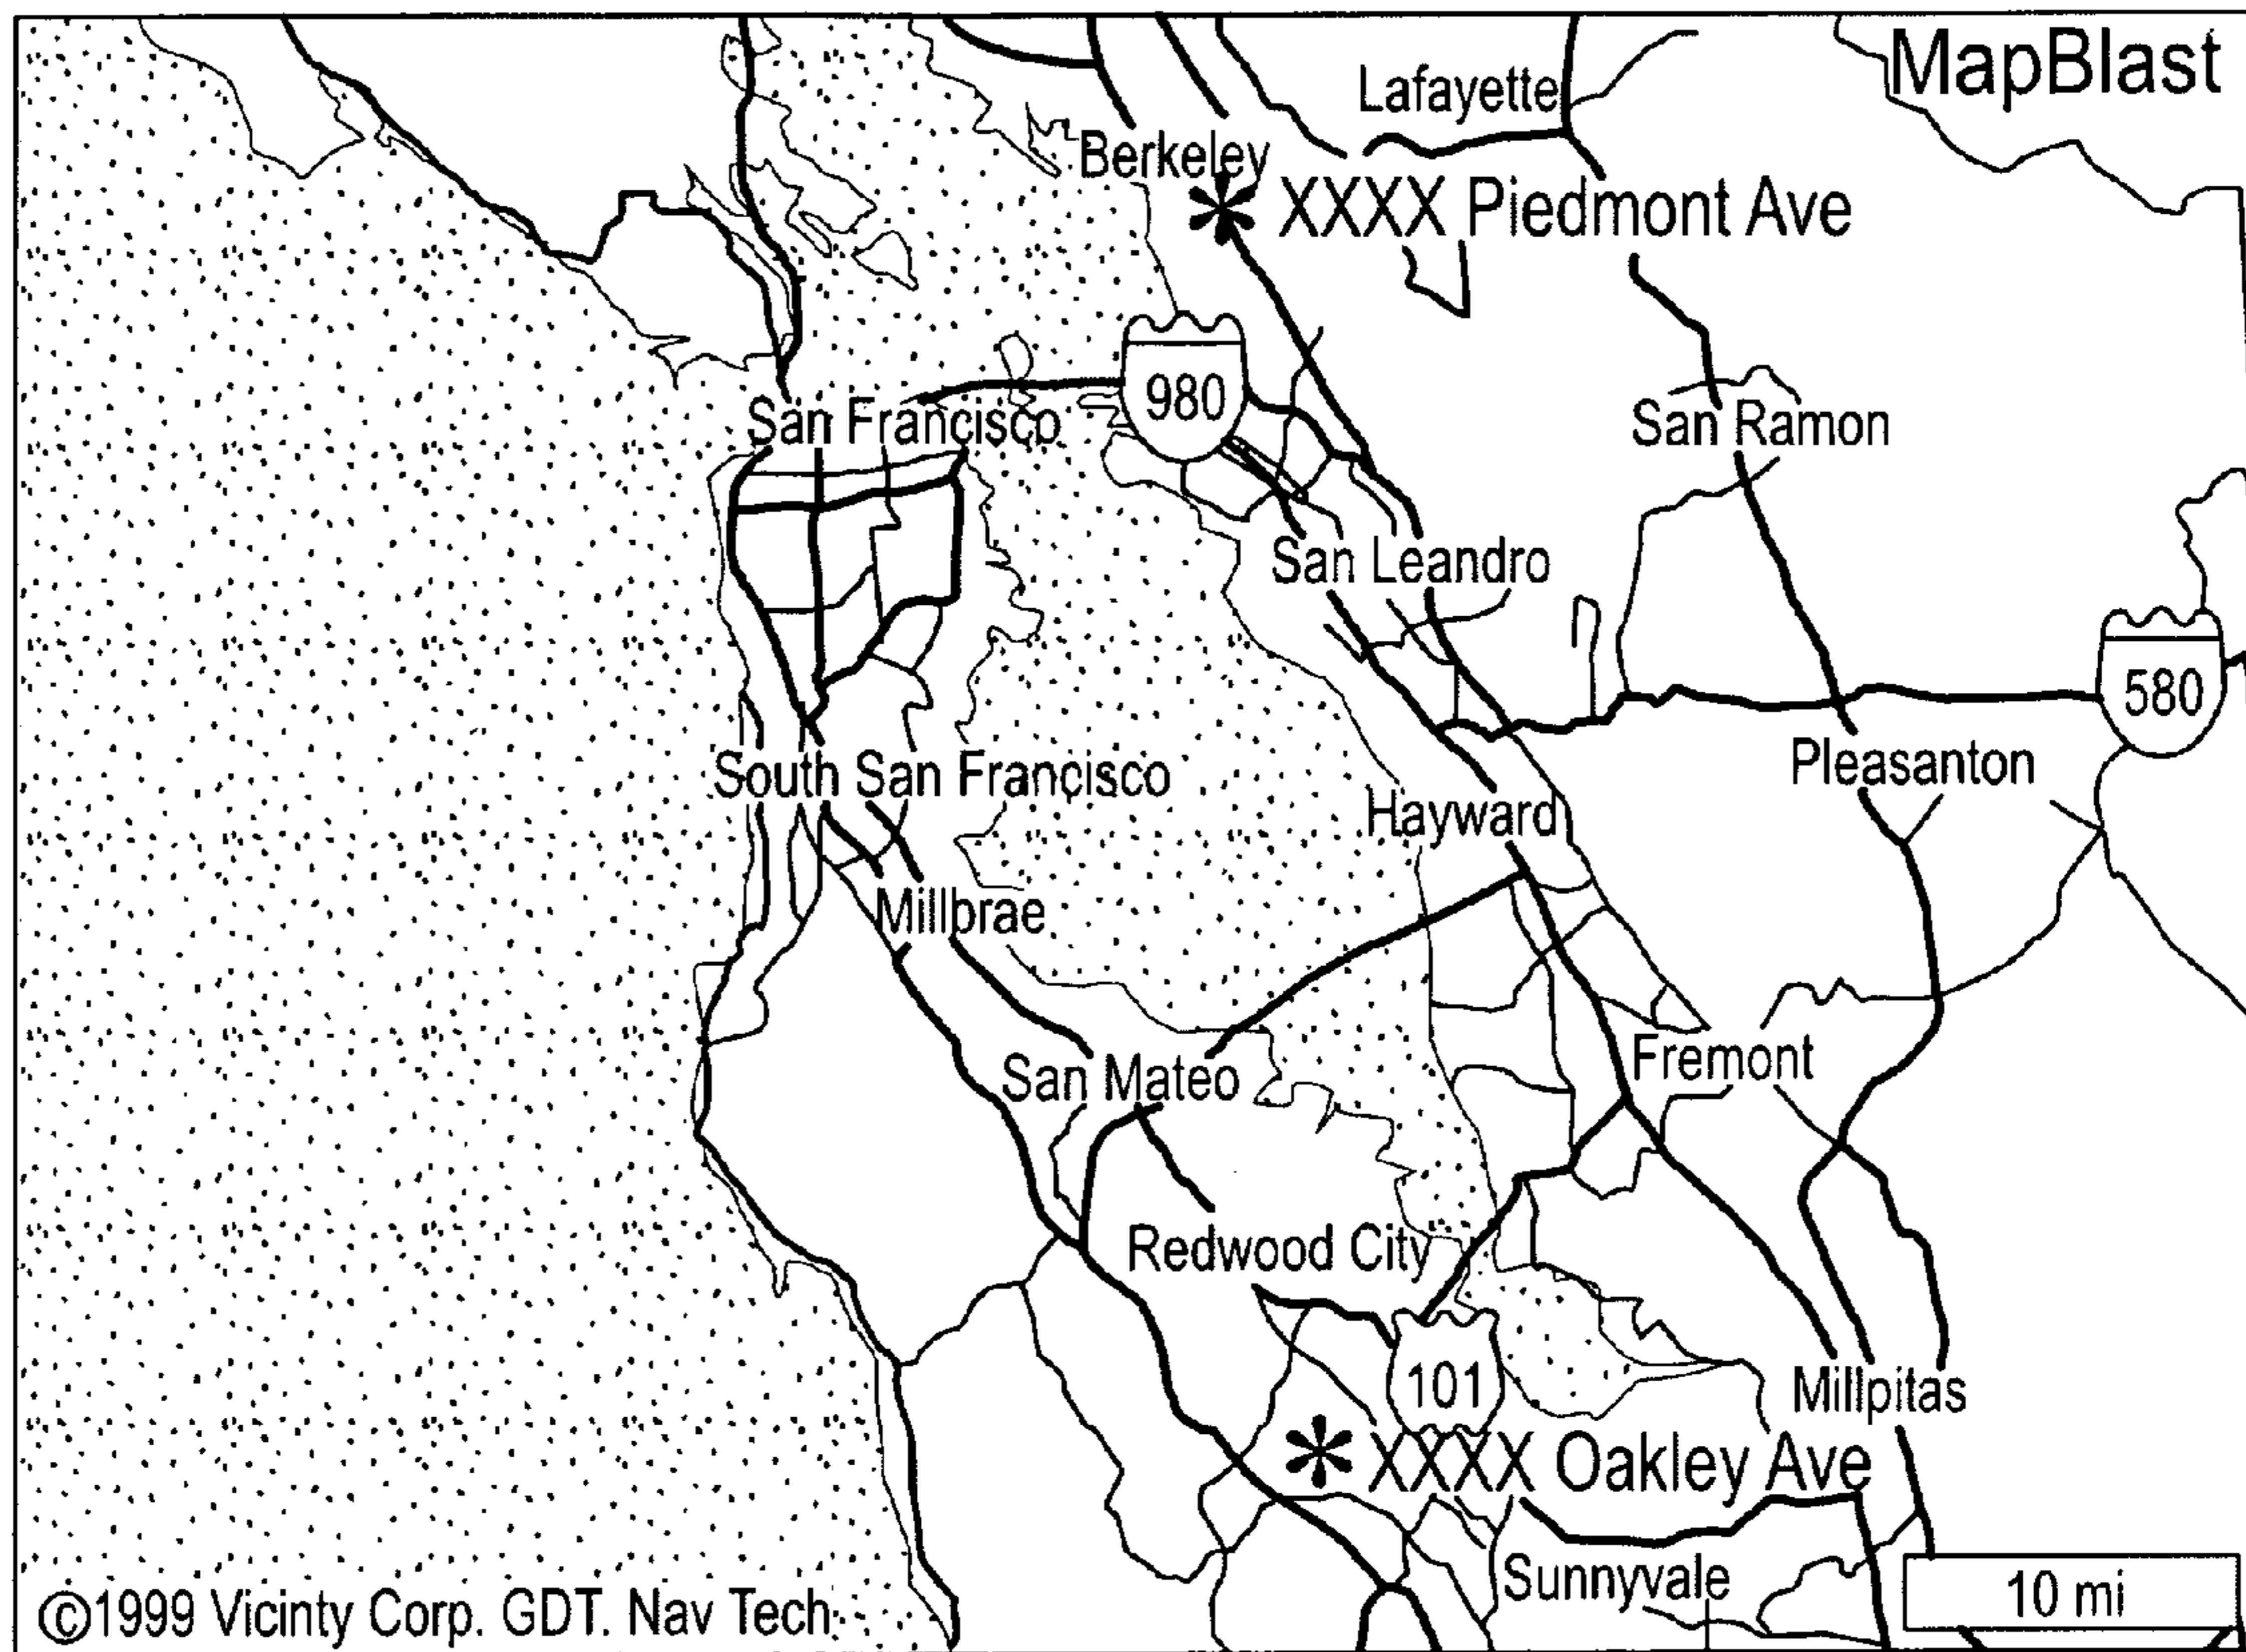 MapBlast
Lafayette
Berkeley
XXXX Piedmont Ave
980
San Francisco
San Ramon
San Leandro
580
South San Francisco
Pleasanton
Hayward
Millbrae
Fremont
San Mateo
Redwood City
101
Millpitas
XXXX Oakley Ave
Sunnyvale
10 mi
©1999 Vicinty Corp. GDT. Nav Tech